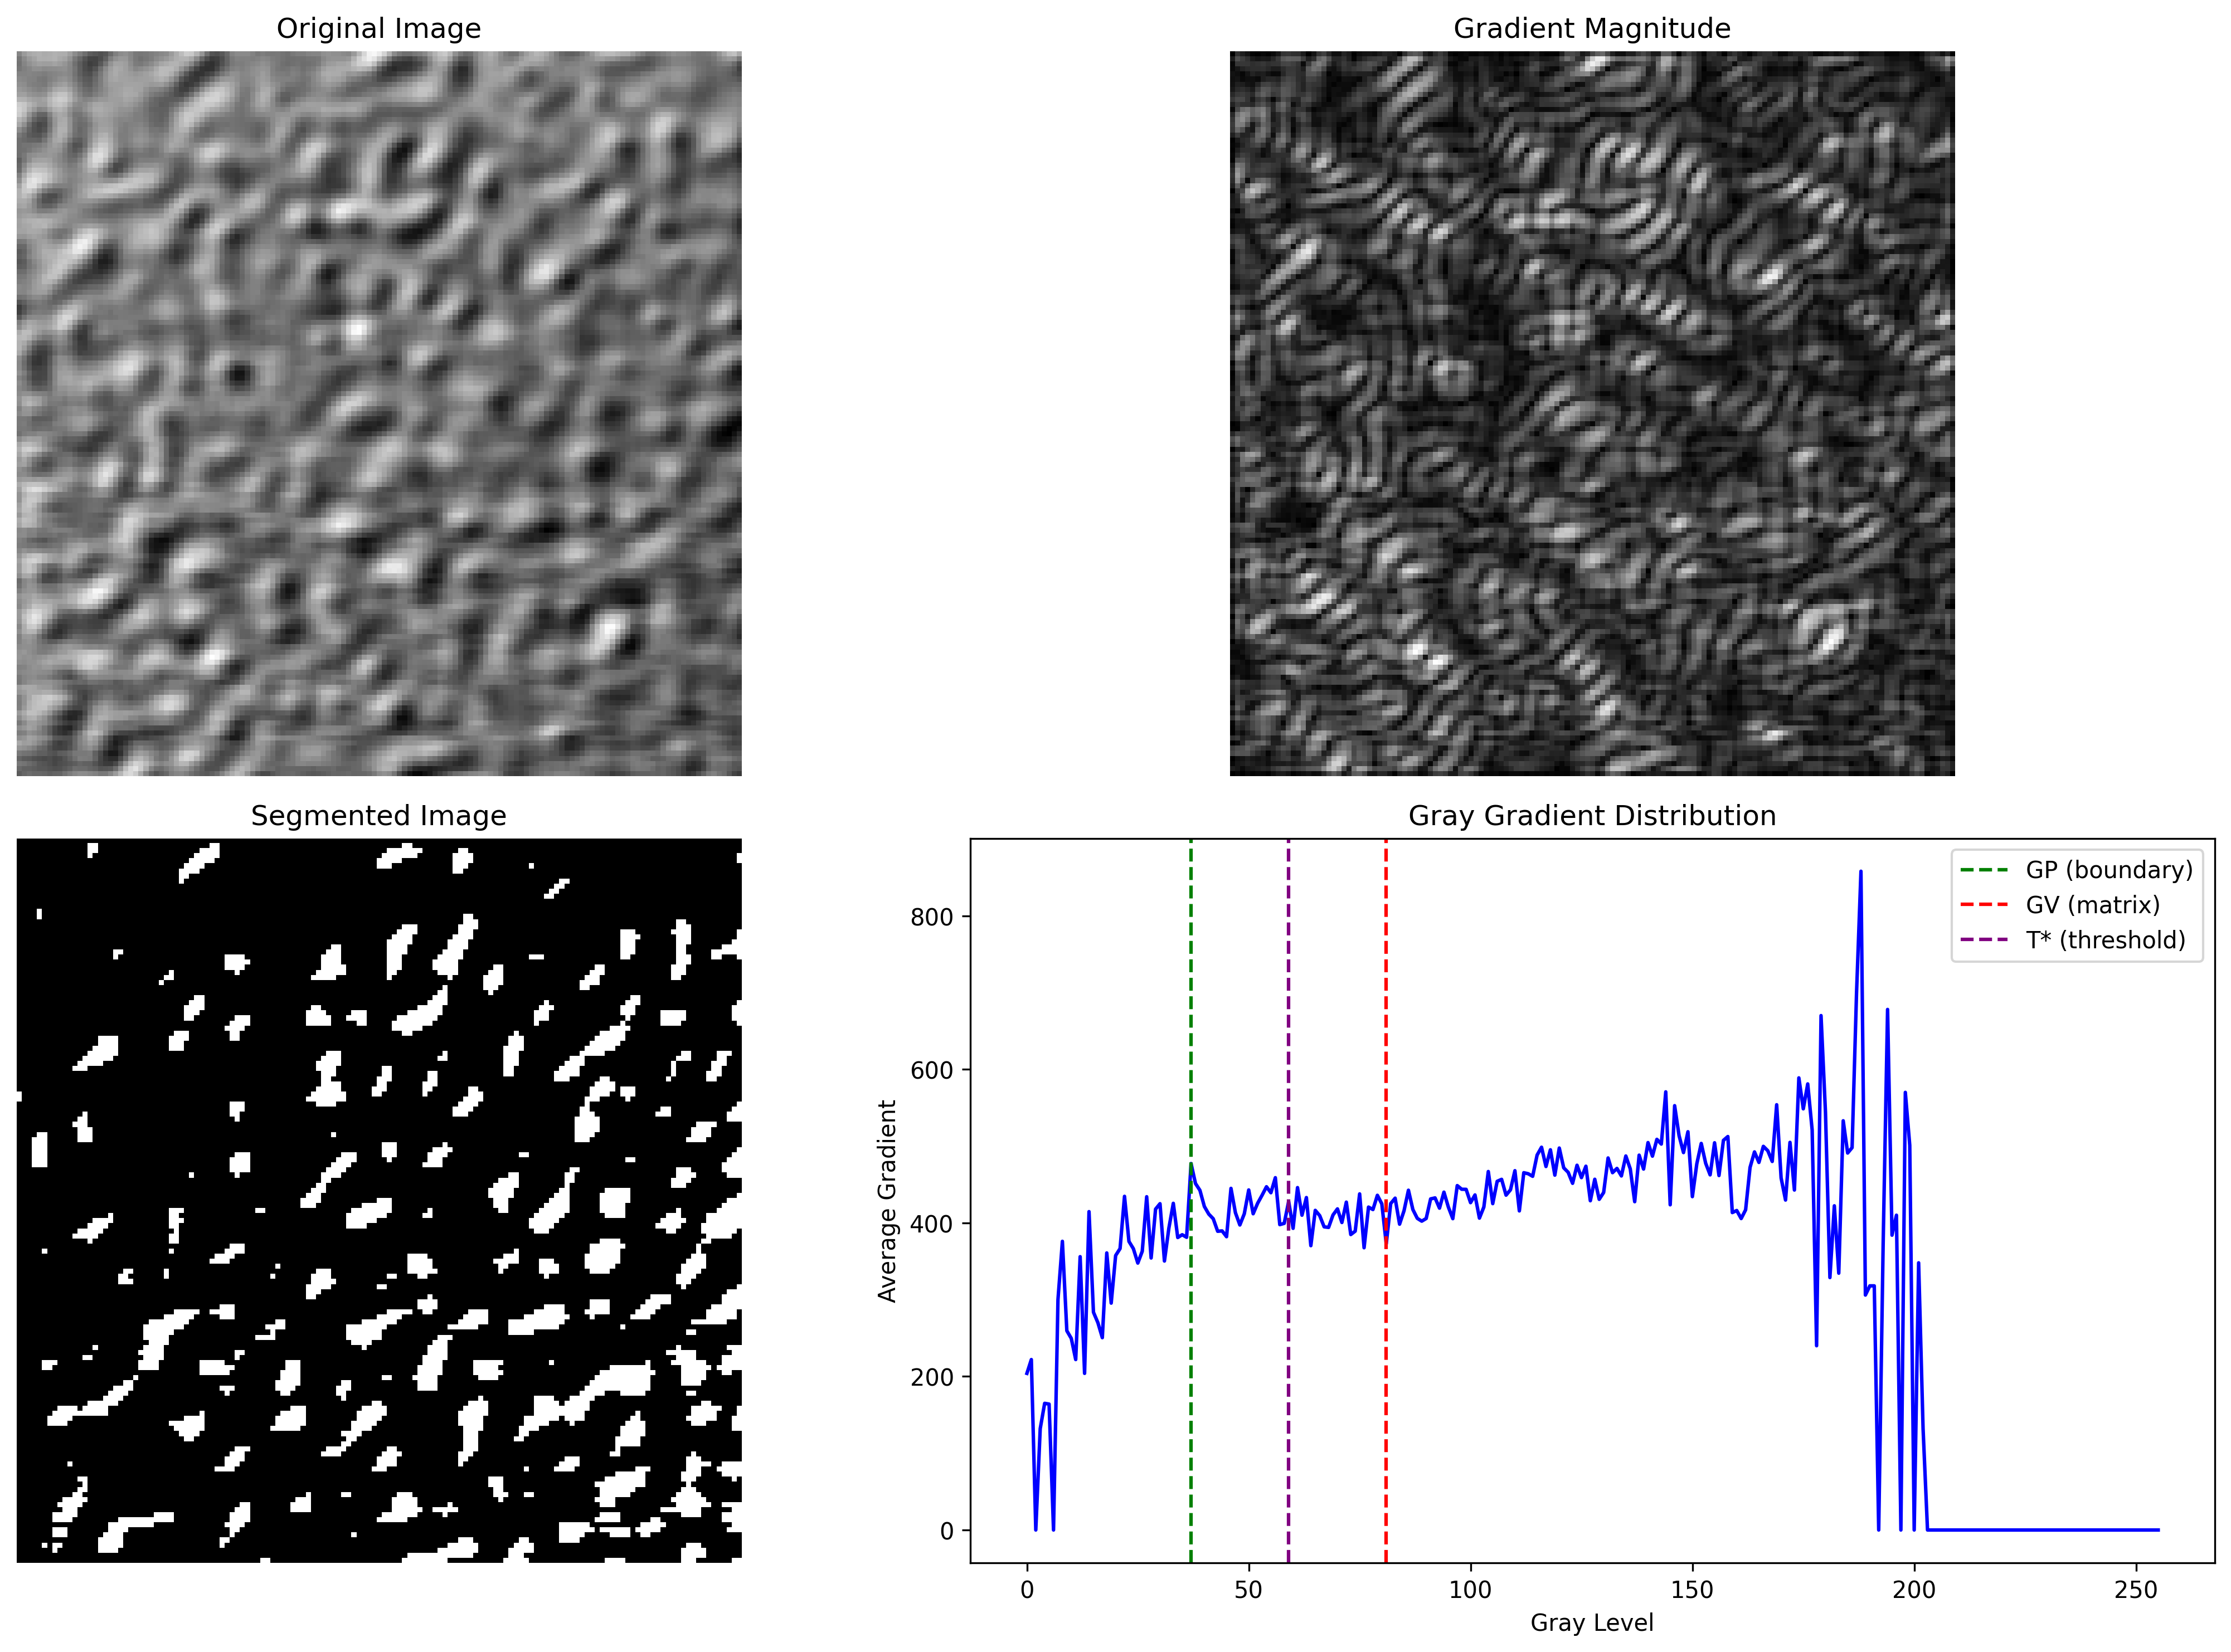 Original Image
Gradient Magnitude
Segmented Image
Gray Gradient Distribution
GP (boundary)
GV (matrix)
T* (threshold)
800
600
400
200
0
Average Gradient
0 50 100 150 200 250
Gray Level